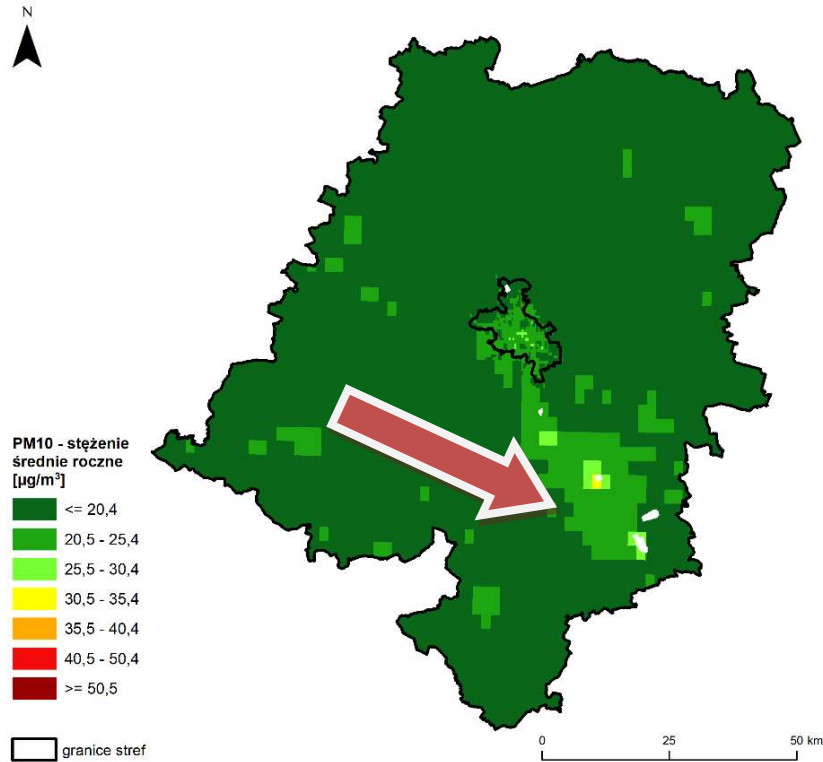 N
PM10 - stężenie
średnie roczne
[µg/m³]
<= 20,4
20,5 - 25,4
25,5 - 30,4
30,5 - 35,4
35,5 - 40,4
40,5 - 50,4
>= 50,5
granice stref
0 25 50 km